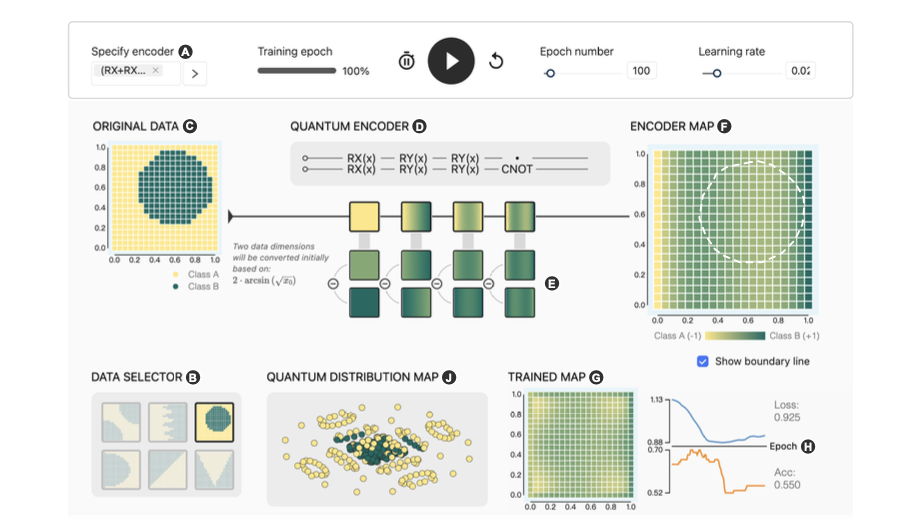 Specify encoder A
(RX+RX... ×
>
Training epoch
100%
Epoch number
100
Learning rate
0.02
ORIGINAL DATA C
1.0
0.8
0.6
0.4
0.2
0.0
0.0 0.2 0.4 0.6 0.8 1.0
Class A
Class B
QUANTUM ENCODER D
RX(x) RY(x) RY(x)
RX(x) RY(x) RY(x) CNOT
Two data dimensions
will be converted initially
based on:
2 · arcsin (√x₀)
E
ENCODER MAP F
1.0
0.8
0.6
0.4
0.2
0.0
0.0 0.2 0.4 0.6 0.8 1.0
Class A (-1) Class B (+1)
Show boundary line
DATA SELECTOR B
QUANTUM DISTRIBUTION MAP J
TRAINED MAP G
1.0
0.8
0.6
0.4
0.2
0.0
0.0 0.2 0.4 0.6 0.8 1.0
1.13
0.88
Loss:
0.925
Epoch H
0.70
0.52
Acc:
0.550